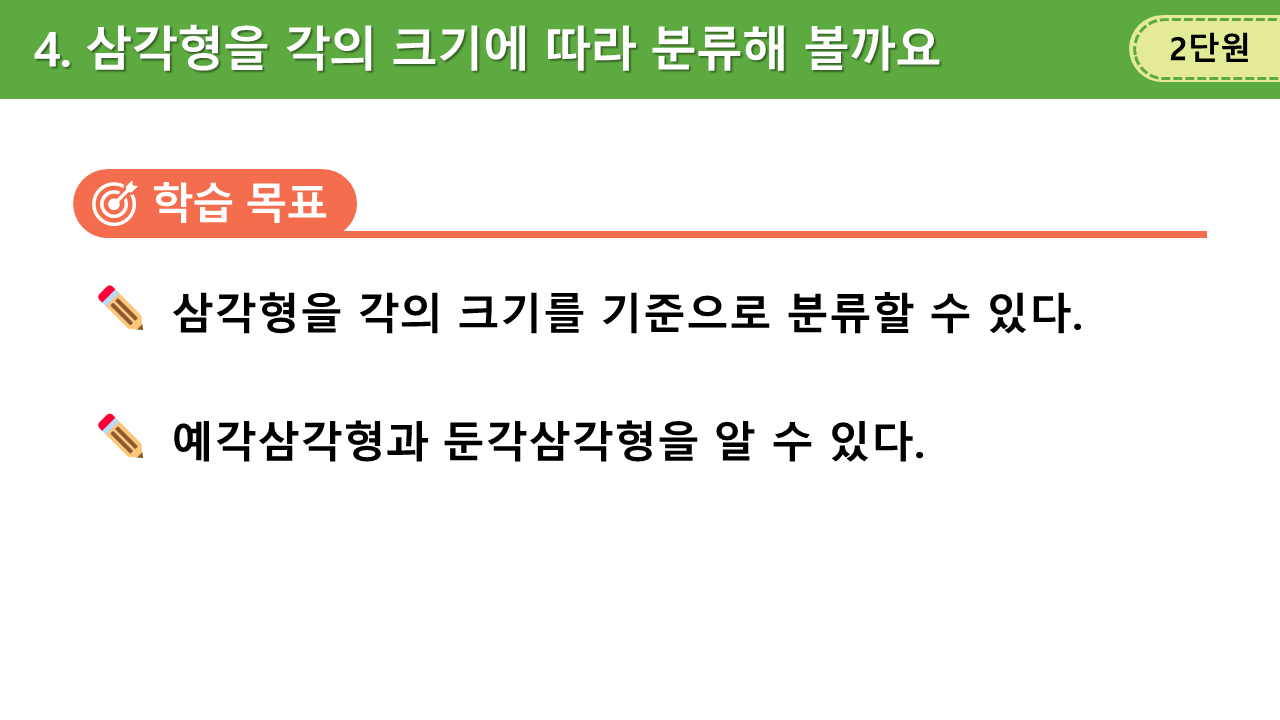 4. 삼각형을 각의 크기에 따라 분류해 볼까요
2단원
학습 목표
삼각형을 각의 크기를 기준으로 분류할 수 있다.
예각삼각형과 둔각삼각형을 알 수 있다.